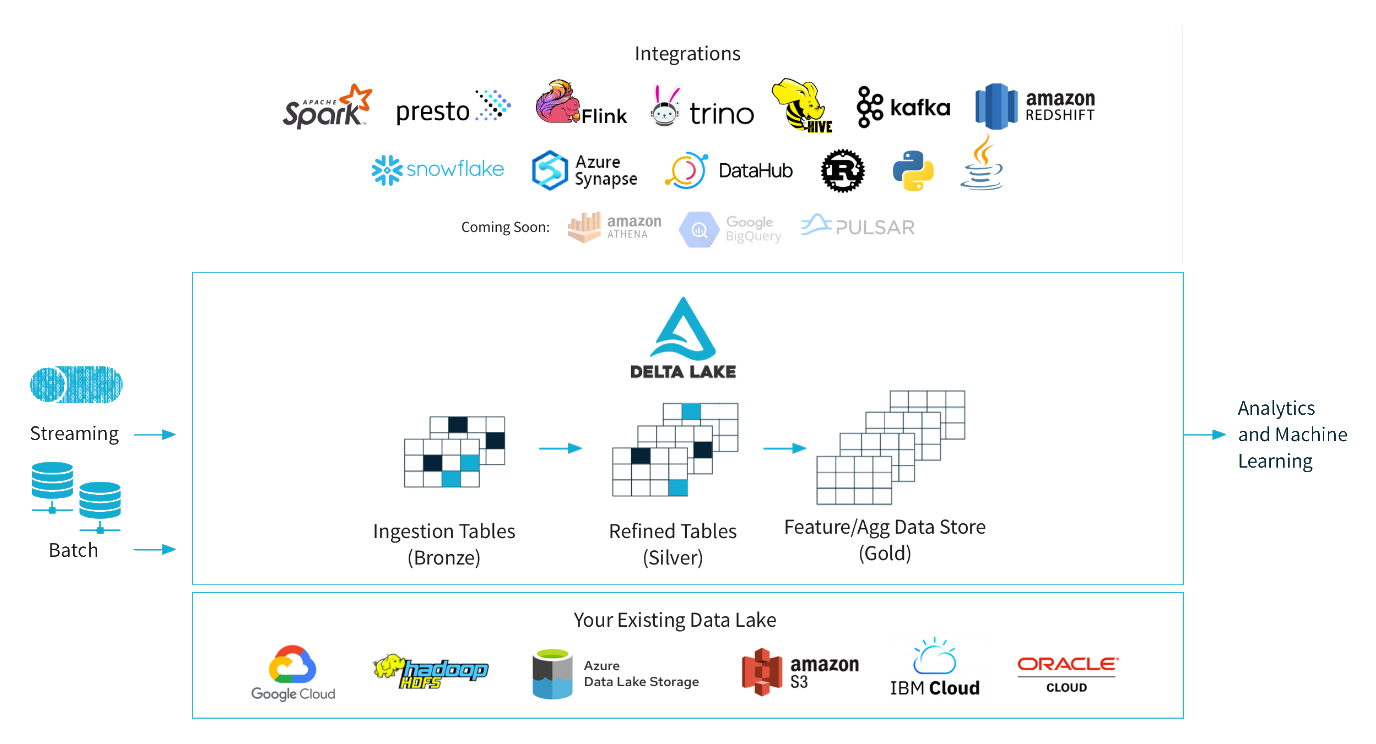 Integrations
APACHE
Spark™
presto
Flink
trino
HIVE
kafka
amazon
REDSHIFT
snowflake
Azure
Synapse
DataHub
R
Coming Soon:
amazon
ATHENA
Google
BigQuery
PULSAR
DELTA LAKE
Streaming
Batch
Ingestion Tables
(Bronze)
Refined Tables
(Silver)
Feature/Agg Data Store
(Gold)
Analytics
and Machine
Learning
Your Existing Data Lake
Google Cloud
hadoop
HDFS
Azure
Data Lake Storage
amazon
S3
IBM Cloud
ORACLE®
CLOUD